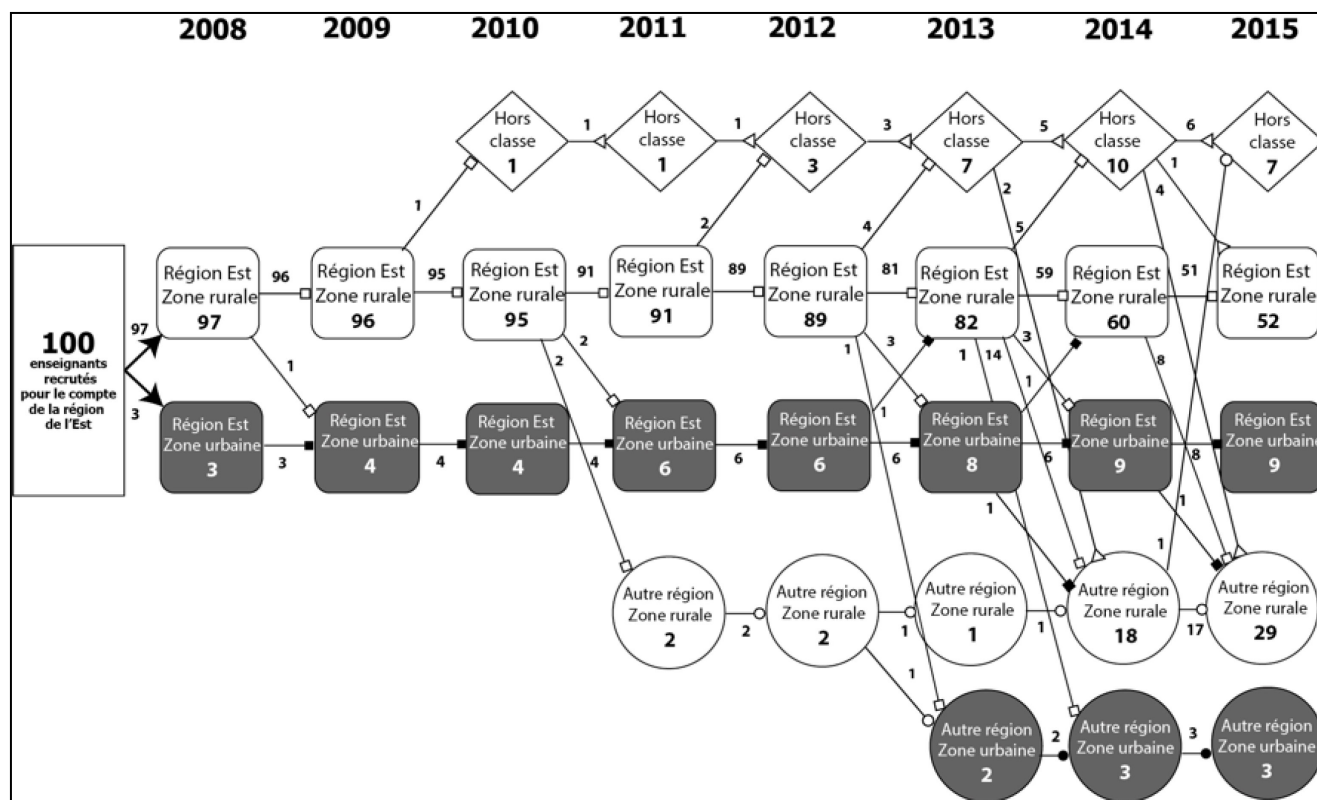 2008 2009 2010 2011 2012 2013 2014 2015
Hors
classe
1
Hors
classe
1
Hors
classe
3
Hors
classe
7
Hors
classe
10
Hors
classe
7
1 1 3 5 6
1 2 4 2 5 1 4
100
enseignants
recrutés
pour le compte
de la région
de l'Est
97
3
Région Est
Zone rurale
97
Région Est
Zone rurale
96
Région Est
Zone rurale
95
Région Est
Zone rurale
91
Région Est
Zone rurale
89
Région Est
Zone rurale
82
Région Est
Zone rurale
60
Région Est
Zone rurale
52
96 95 91 89 81 59 51
1 2 2 1 3 1 1 14 3 1 8
Région Est
Zone urbaine
3
Région Est
Zone urbaine
4
Région Est
Zone urbaine
4
Région Est
Zone urbaine
6
Région Est
Zone urbaine
6
Région Est
Zone urbaine
8
Région Est
Zone urbaine
9
Région Est
Zone urbaine
9
3 4 4 6 6 6 8
1 1
Autre région
Zone rurale
2
Autre région
Zone rurale
2
Autre région
Zone rurale
1
Autre région
Zone rurale
18
Autre région
Zone rurale
29
2 1 1 17
1 1
Autre région
Zone urbaine
2
Autre région
Zone urbaine
3
Autre région
Zone urbaine
3
2 3